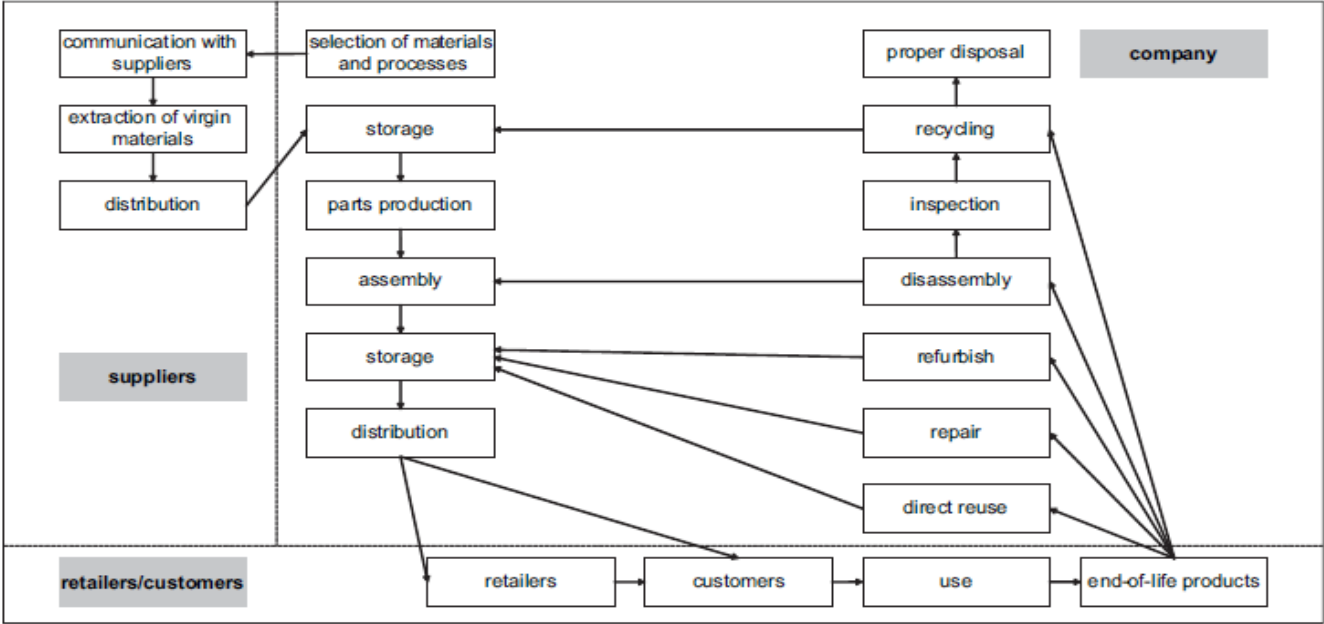 communication with
suppliers
selection of materials
and processes
proper disposal
company
extraction of virgin
materials
storage
recycling
distribution
parts production
inspection
assembly
disassembly
suppliers
storage
refurbish
distribution
repair
direct reuse
retailers/customers
retailers
customers
use
end-of-life products